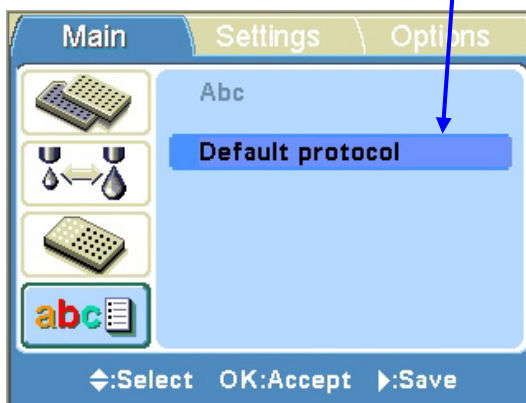 Main Settings Options
Abc
Default protocol
abc
:Select OK:Accept :Save